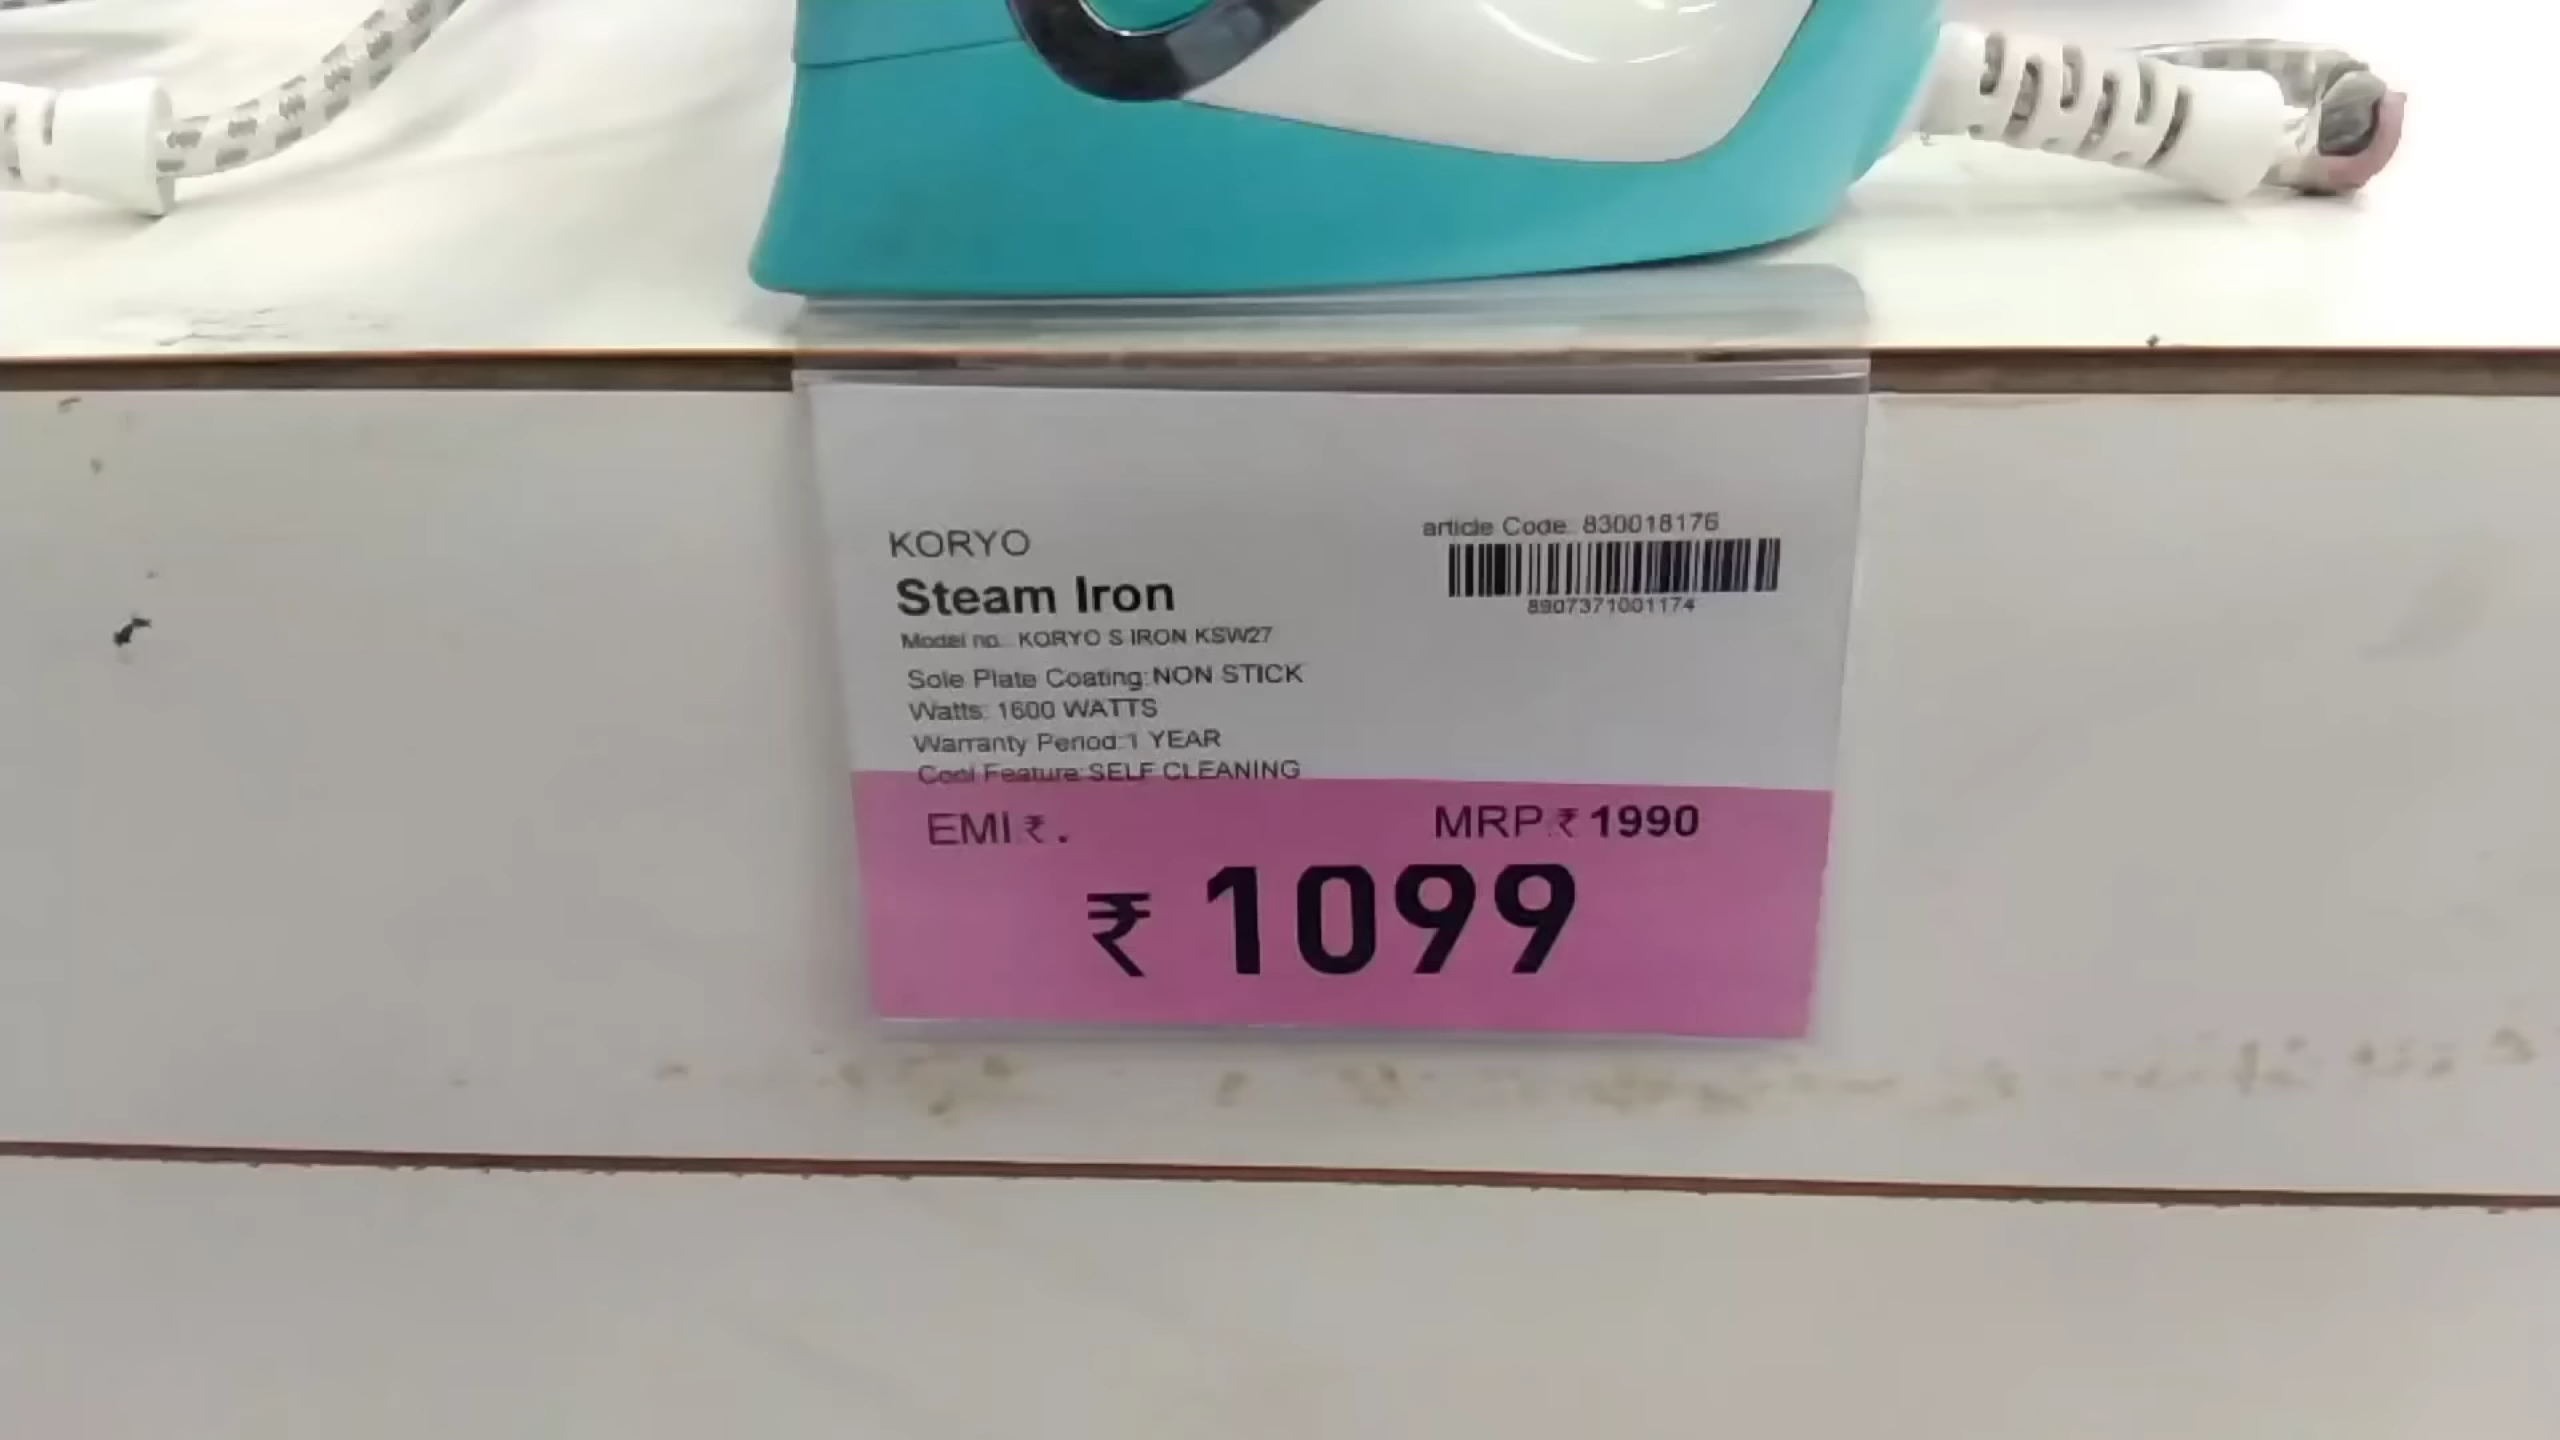 KORYO
Steam Iron
Model no.: KORYO S IRON KSW27
Sole Plate Coating:NON STICK
Watts: 1600 WATTS
Warranty Period:1 YEAR
Cool Feature:SELF CLEANING
article Code: 830018176
8907371001174
EMI ₹ .
MRP:₹ 1990
₹ 1099